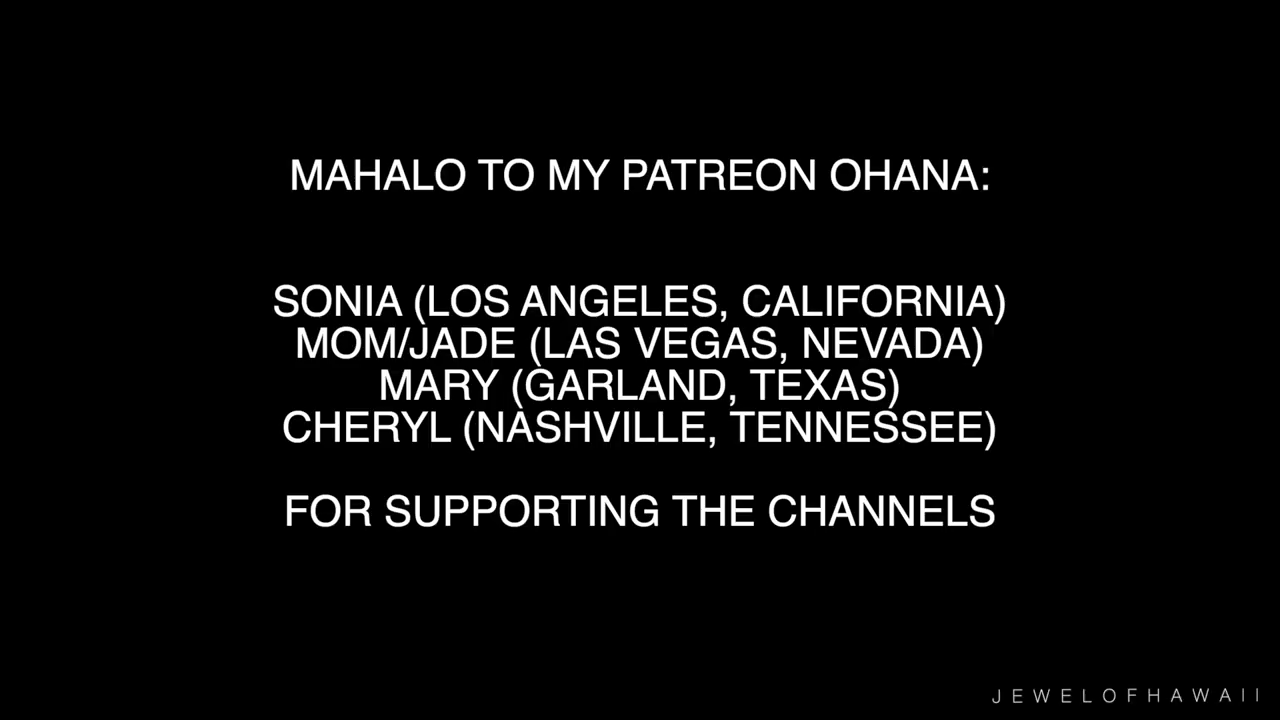 MAHALO TO MY PATREON OHANA:
SONIA (LOS ANGELES, CALIFORNIA)
MOM/JADE (LAS VEGAS, NEVADA)
MARY (GARLAND, TEXAS)
CHERYL (NASHVILLE, TENNESSEE)
FOR SUPPORTING THE CHANNELS
JEWELOFHAWAII